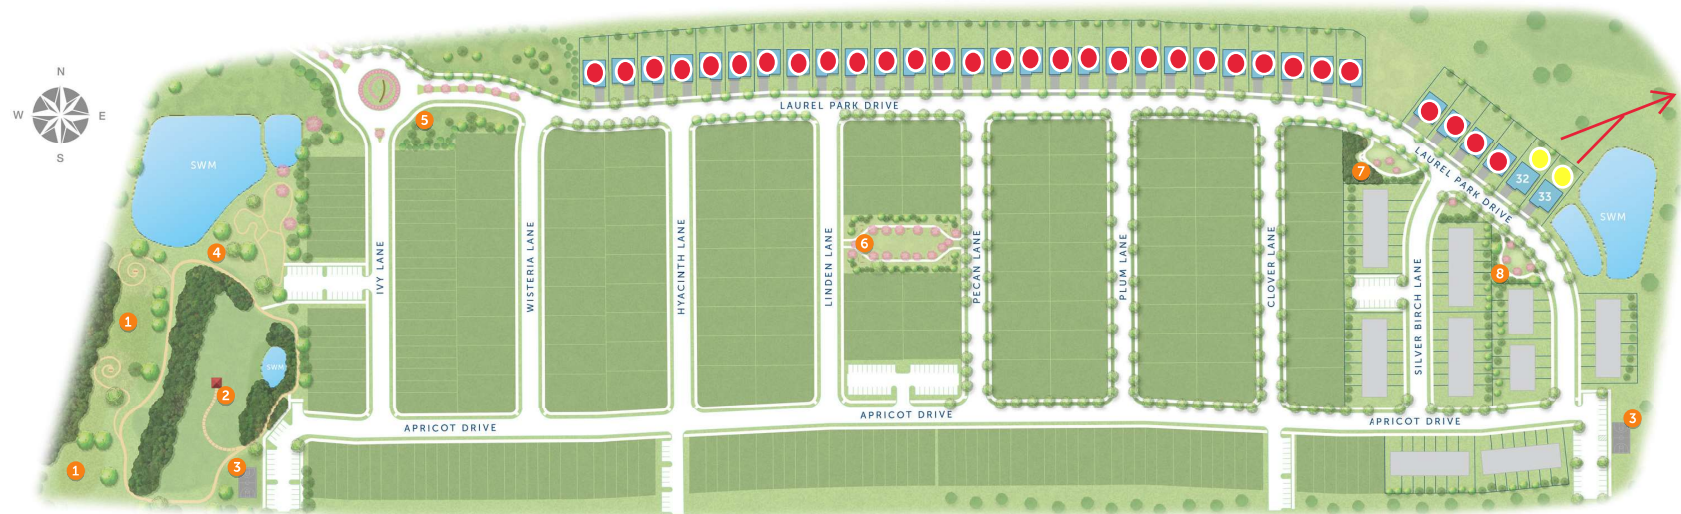 N
W E
S
SWM
5
LAUREL PARK DRIVE
LAUREL PARK DRIVE
32
33
SWM
7
4
IVY LANE
WISTERIA LANE
HYACINTH LANE
LINDEN LANE
6
PECAN LANE
PLUM LANE
CLOVER LANE
SILVER BIRCH LANE
8
1
SWM
2
APRICOT DRIVE
APRICOT DRIVE
APRICOT DRIVE
3
1
3